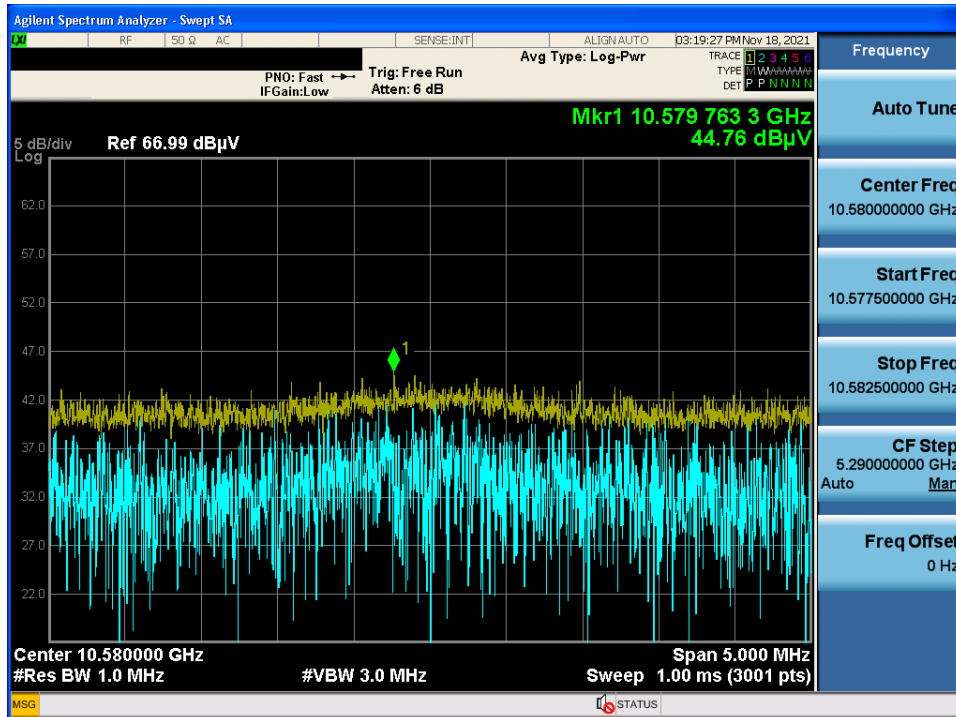 Agilent Spectrum Analyzer - Swept SA
LXI RF 50 Ω AC SENSE:INT ALIGN AUTO 03:19:27 PM Nov 18, 2021
PNO: Fast Trig: Free Run Avg Type: Log-Pwr TRACE 1 2 3 4 5 6
IFGain:Low Atten: 6 dB TYPE M W W W W W
DET P P N N N N
Mkr1 10.579 763 3 GHz
44.76 dBµV
5 dB/div Ref 66.99 dBµV
Log
62.0
57.0
52.0
47.0
42.0
37.0
32.0
27.0
22.0
1
Center 10.580000 GHz Span 5.000 MHz
#Res BW 1.0 MHz #VBW 3.0 MHz Sweep 1.00 ms (3001 pts)
MSG STATUS
Frequency
Auto Tune
Center Freq
10.580000000 GHz
Start Freq
10.577500000 GHz
Stop Freq
10.582500000 GHz
CF Step
5.290000000 GHz
Auto Man
Freq Offset
0 Hz